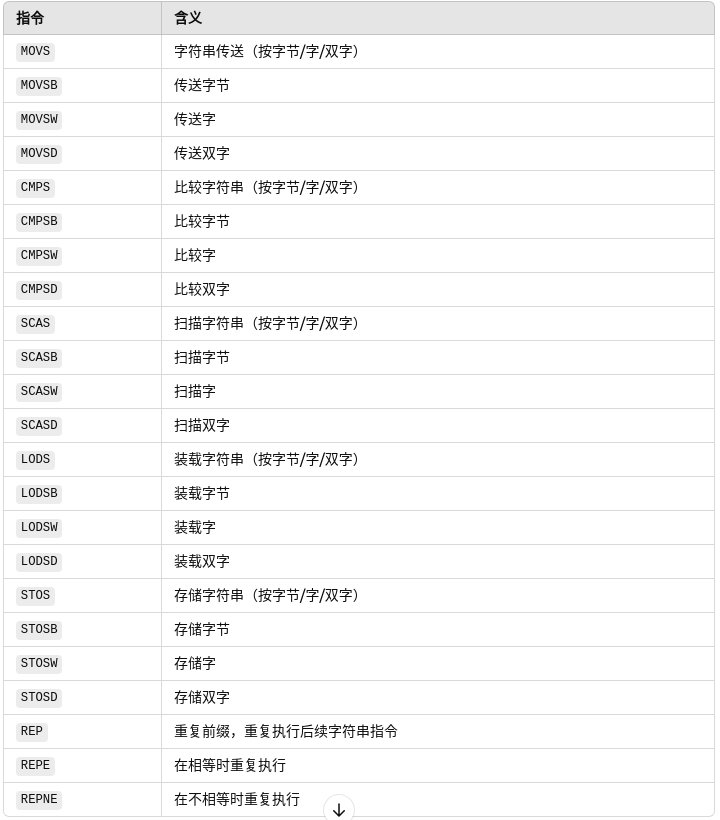 指令 含义
MOVS 字符串传送（按字节/字/双字）
MOVSB 传送字节
MOVSW 传送字
MOVSD 传送双字
CMPS 比较字符串（按字节/字/双字）
CMPSB 比较字节
CMPSW 比较字
CMPSD 比较双字
SCAS 扫描字符串（按字节/字/双字）
SCASB 扫描字节
SCASW 扫描字
SCASD 扫描双字
LODS 装载字符串（按字节/字/双字）
LODSB 装载字节
LODSW 装载字
LODSD 装载双字
STOS 存储字符串（按字节/字/双字）
STOSB 存储字节
STOSW 存储字
STOSD 存储双字
REP 重复前缀，重复执行后续字符串指令
REPE 在相等时重复执行
REPNE 在不相等时重复执行